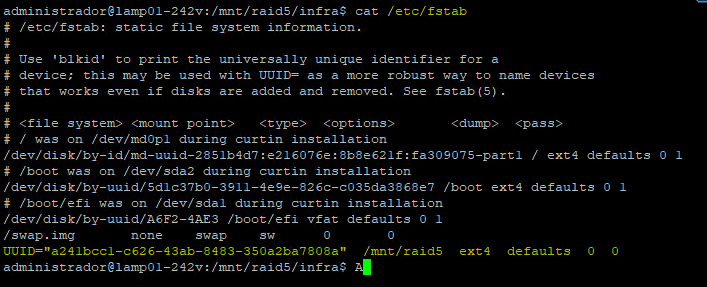 administrador@lamp01-242v:/mnt/raid5/infra$ cat /etc/fstab
# /etc/fstab: static file system information.
#
# Use 'blkid' to print the universally unique identifier for a
# device; this may be used with UUID= as a more robust way to name devices
# that works even if disks are added and removed. See fstab(5).
#
# <file system> <mount point>   <type>  <options>       <dump>  <pass>
# / was on /dev/md0p1 during curtin installation
/dev/disk/by-id/md-uuid-2851b4d7:e216076e:8b8e621f:fa309075-part1 / ext4 defaults 0 1
# /boot was on /dev/sda2 during curtin installation
/dev/disk/by-uuid/5d1c37b0-3911-4e9e-826c-c035da3868e7 /boot ext4 defaults 0 1
# /boot/efi was on /dev/sda1 during curtin installation
/dev/disk/by-uuid/A6F2-4AE3 /boot/efi vfat defaults 0 1
/swap.img       none    swap    sw      0       0
UUID="a241bcc1-c626-43ab-8483-350a2ba7808a"  /mnt/raid5  ext4  defaults  0  0
administrador@lamp01-242v:/mnt/raid5/infra$ A